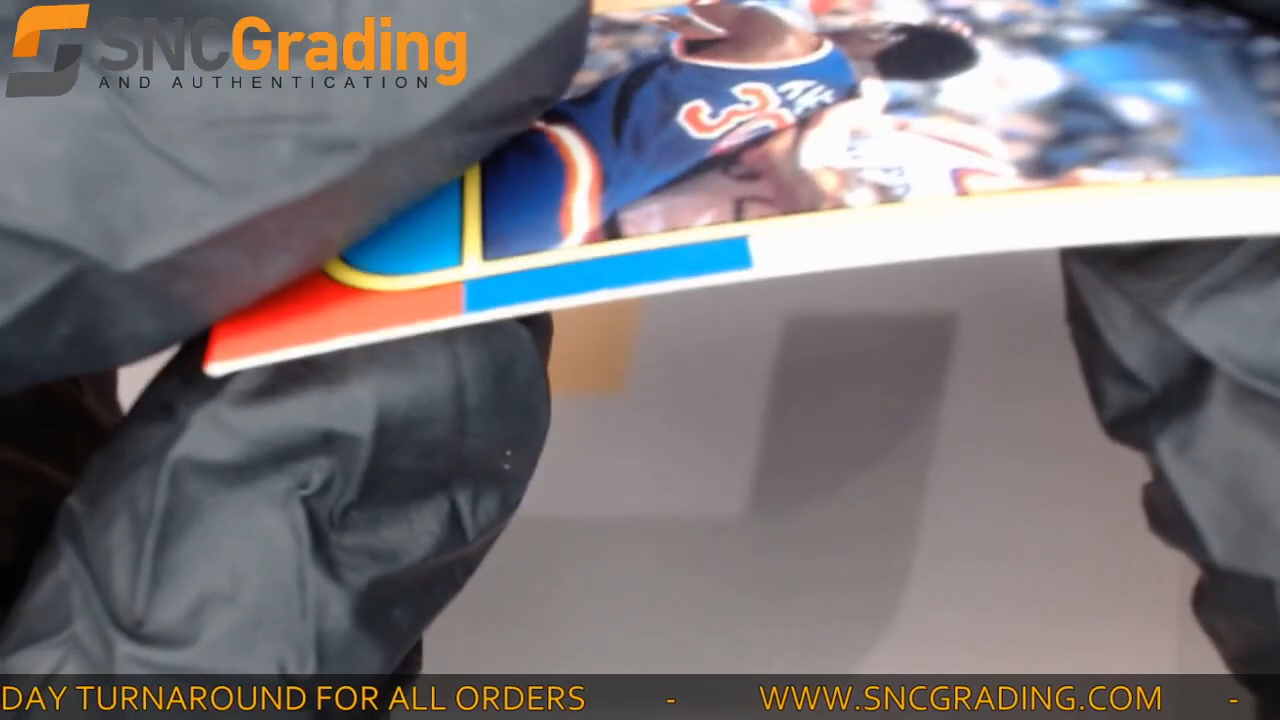 SNCGrading
AND AUTHENTICATION
DAY TURNAROUND FOR ALL ORDERS - WWW.SNCGRADING.COM -